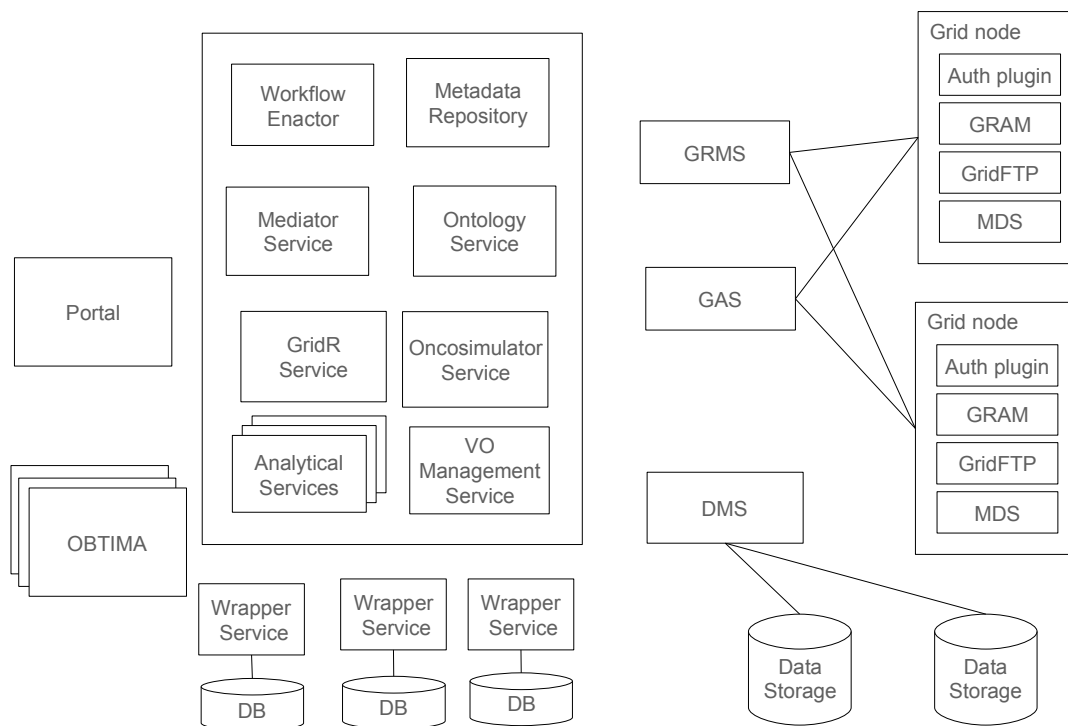 Portal
OBTIMA
Workflow
Enactor
Metadata
Repository
Mediator
Service
Ontology
Service
GridR
Service
Oncosimulator
Service
Analytical
Services
VO
Management
Service
Wrapper
Service
DB
Wrapper
Service
DB
Wrapper
Service
DB
GRMS
GAS
DMS
Data
Storage
Data
Storage
Grid node
Auth plugin
GRAM
GridFTP
MDS
Grid node
Auth plugin
GRAM
GridFTP
MDS